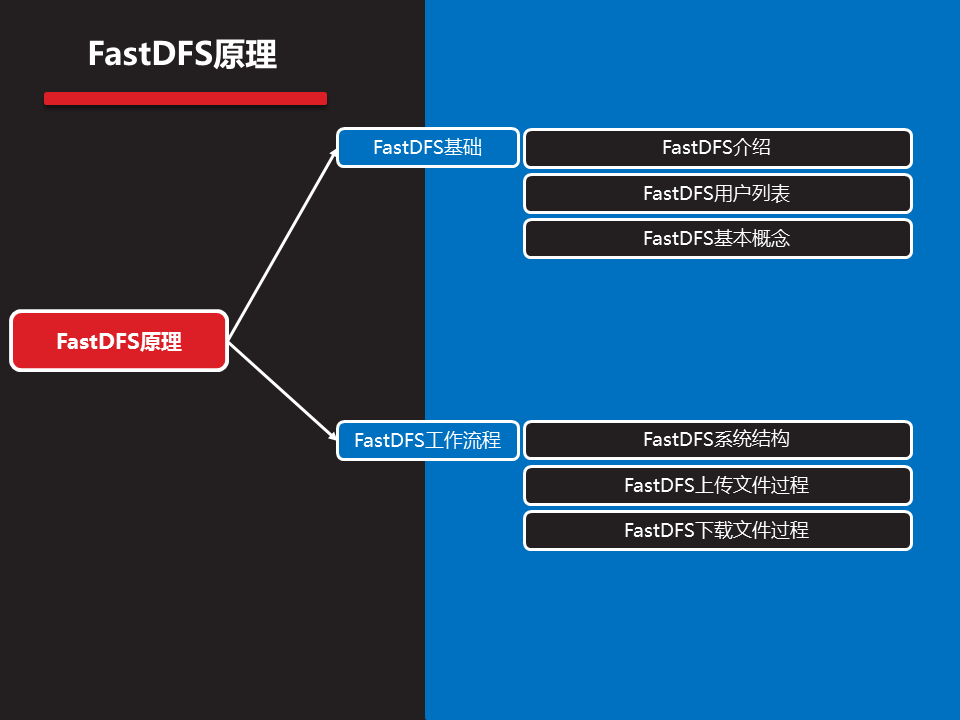 FastDFS原理
FastDFS基础
FastDFS介绍
FastDFS用户列表
FastDFS基本概念
FastDFS原理
FastDFS工作流程
FastDFS系统结构
FastDFS上传文件过程
FastDFS下载文件过程